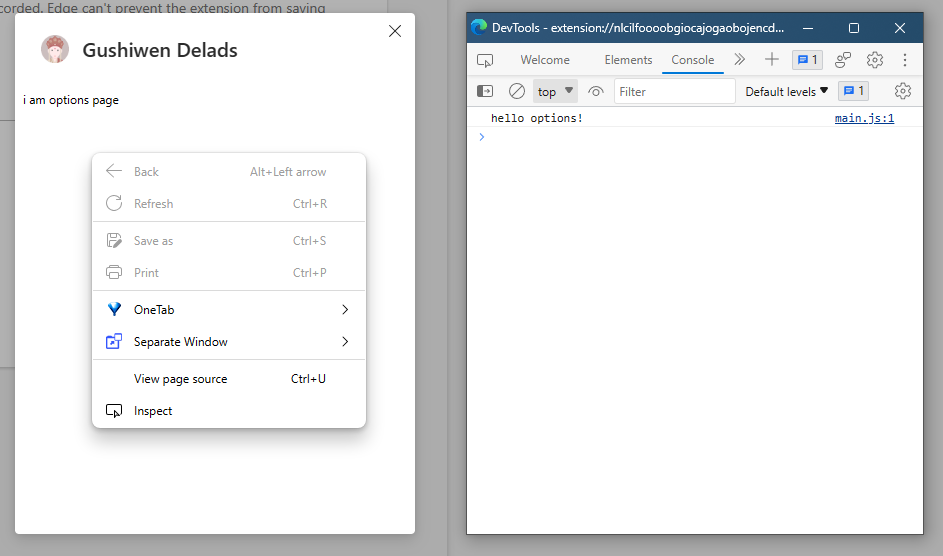 corded. Edge can't prevent the extension from saving
Gushiwen Delads
i am options page
Back Alt+Left arrow
Refresh Ctrl+R
Save as Ctrl+S
Print Ctrl+P
OneTab
Separate Window
View page source Ctrl+U
Inspect
DevTools - extension://nlcilfoooobgiocajogaobojencd...
Welcome Elements Console 1
top Filter Default levels 1
hello options! main.js:1